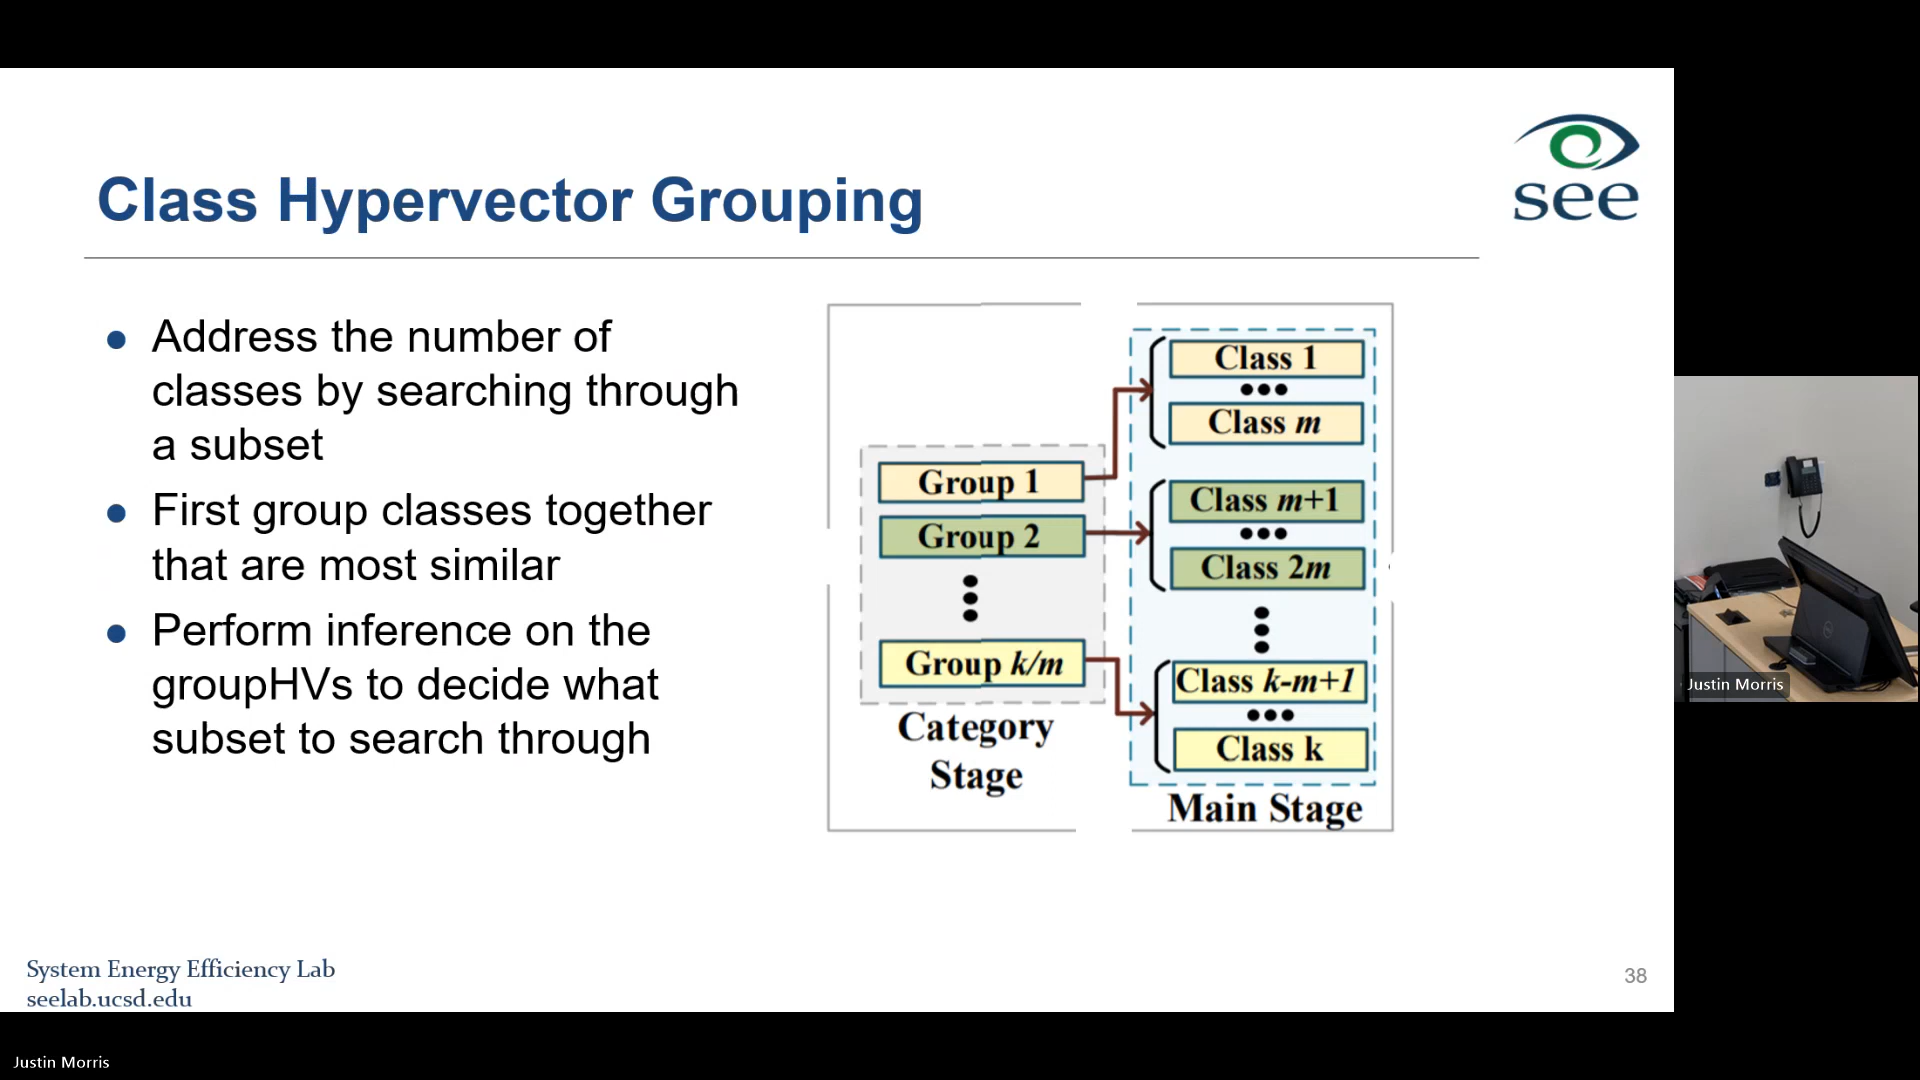 see
Class Hypervector Grouping
● Address the number of
classes by searching through
a subset
● First group classes together
that are most similar
● Perform inference on the
groupHVs to decide what
subset to search through
Group 1
Group 2
Group k/m
Category
Stage
Class 1
Class m
Class m+1
Class 2m
Class k-m+1
Class k
Main Stage
System Energy Efficiency Lab
seelab.ucsd.edu
38
Justin Morris
Justin Morris